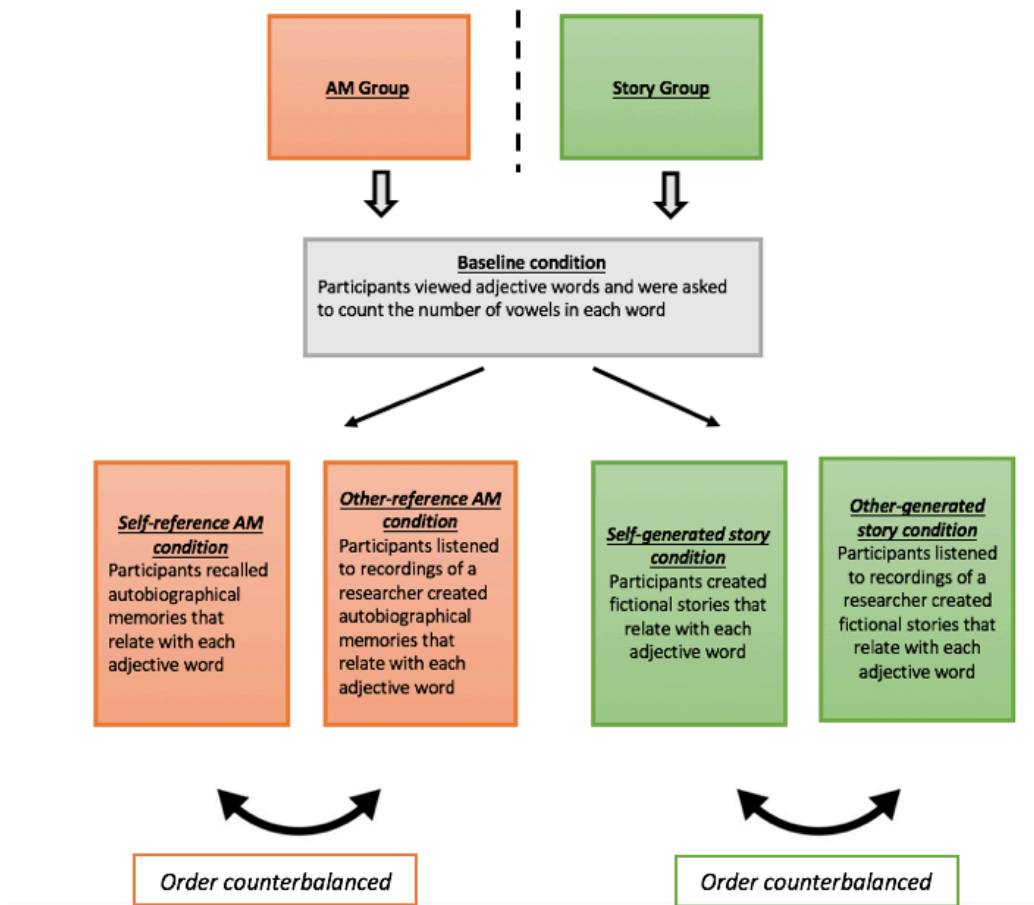 AM Group
Story Group
Baseline condition
Participants viewed adjective words and were asked
to count the number of vowels in each word
Self-reference AM
condition
Participants recalled
autobiographical
memories that
relate with each
adjective word
Other-reference AM
condition
Participants listened
to recordings of a
researcher created
autobiographical
memories that
relate with each
adjective word
Self-generated story
condition
Participants created
fictional stories that
relate with each
adjective word
Other-generated
story condition
Participants listened
to recordings of a
researcher created
fictional stories that
relate with each
adjective word
Order counterbalanced
Order counterbalanced